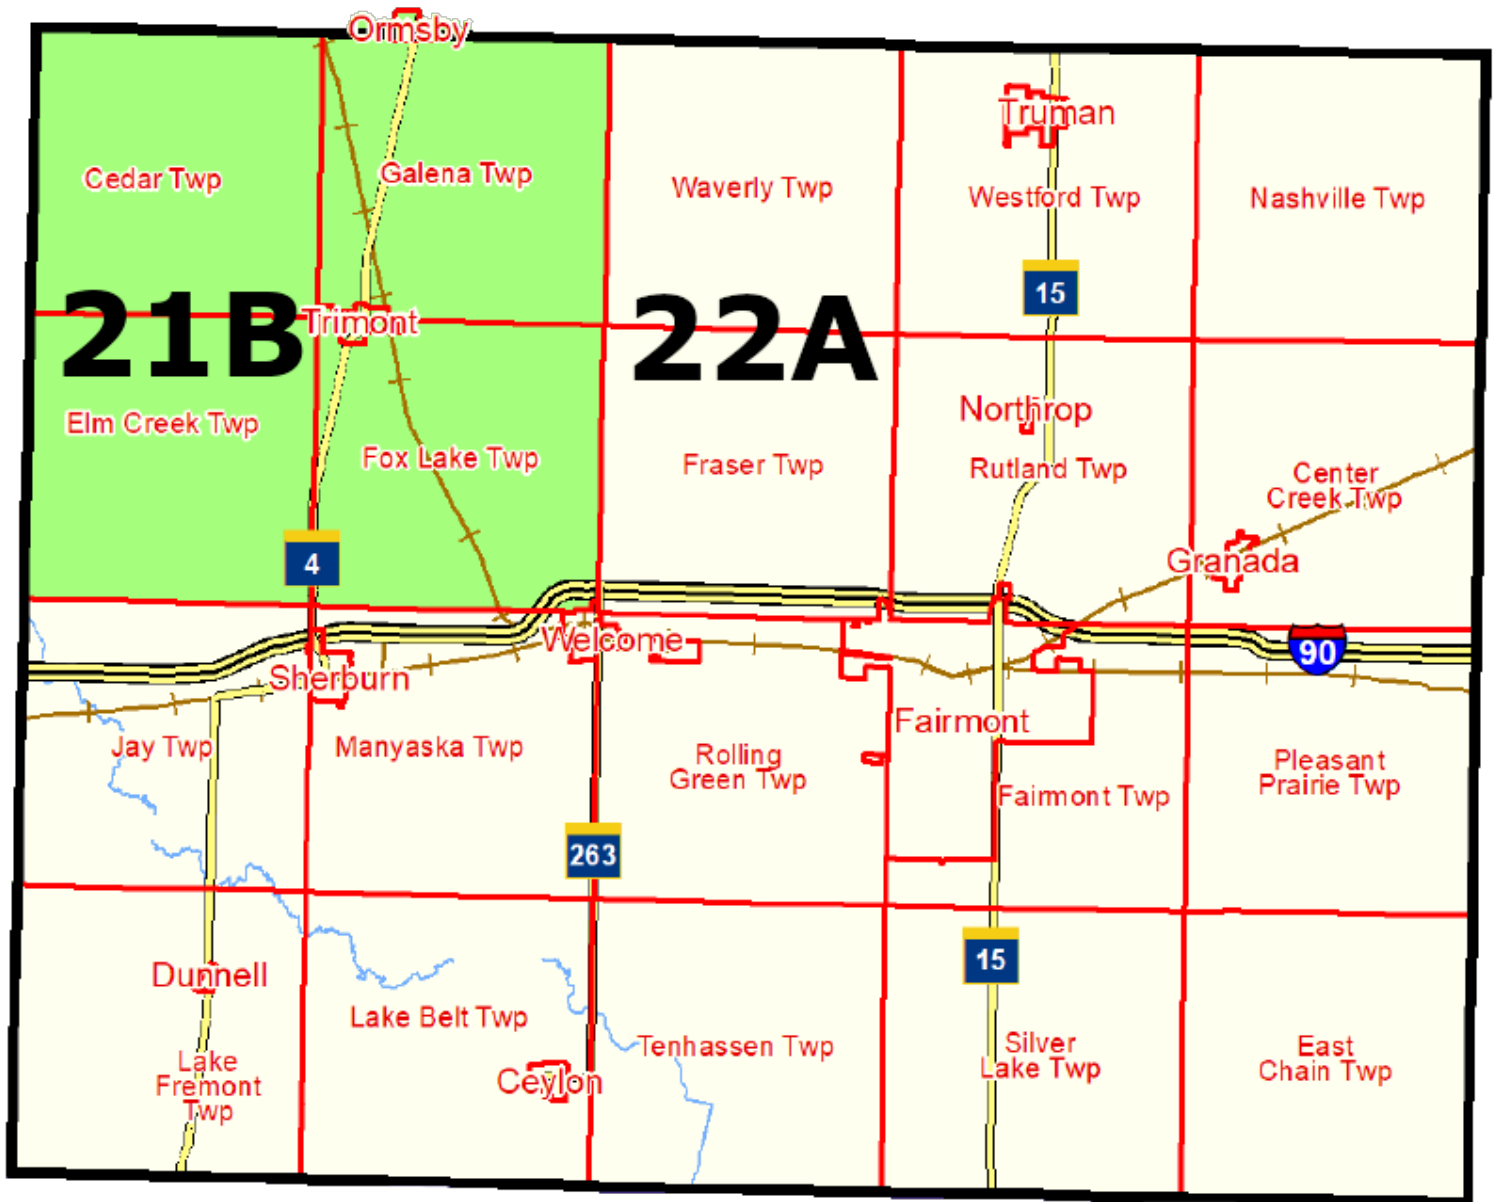 Ormsby
Truman
Cedar Twp
Galena Twp
Waverly Twp
Westford Twp
Nashville Twp
21B
Trimont
22A
15
Elm Creek Twp
Fox Lake Twp
Fraser Twp
Northrop
Rutland Twp
Center
Creek Twp
4
Granada
Welcome
90
Sherburn
Jay Twp
Manyaska Twp
Rolling
Green Twp
Fairmont
Fairmont Twp
Pleasant
Prairie Twp
263
15
Dunnell
Lake Belt Twp
Tenhassen Twp
Silver
Lake Twp
East
Chain Twp
Lake
Fremont
Twp
Ceylon